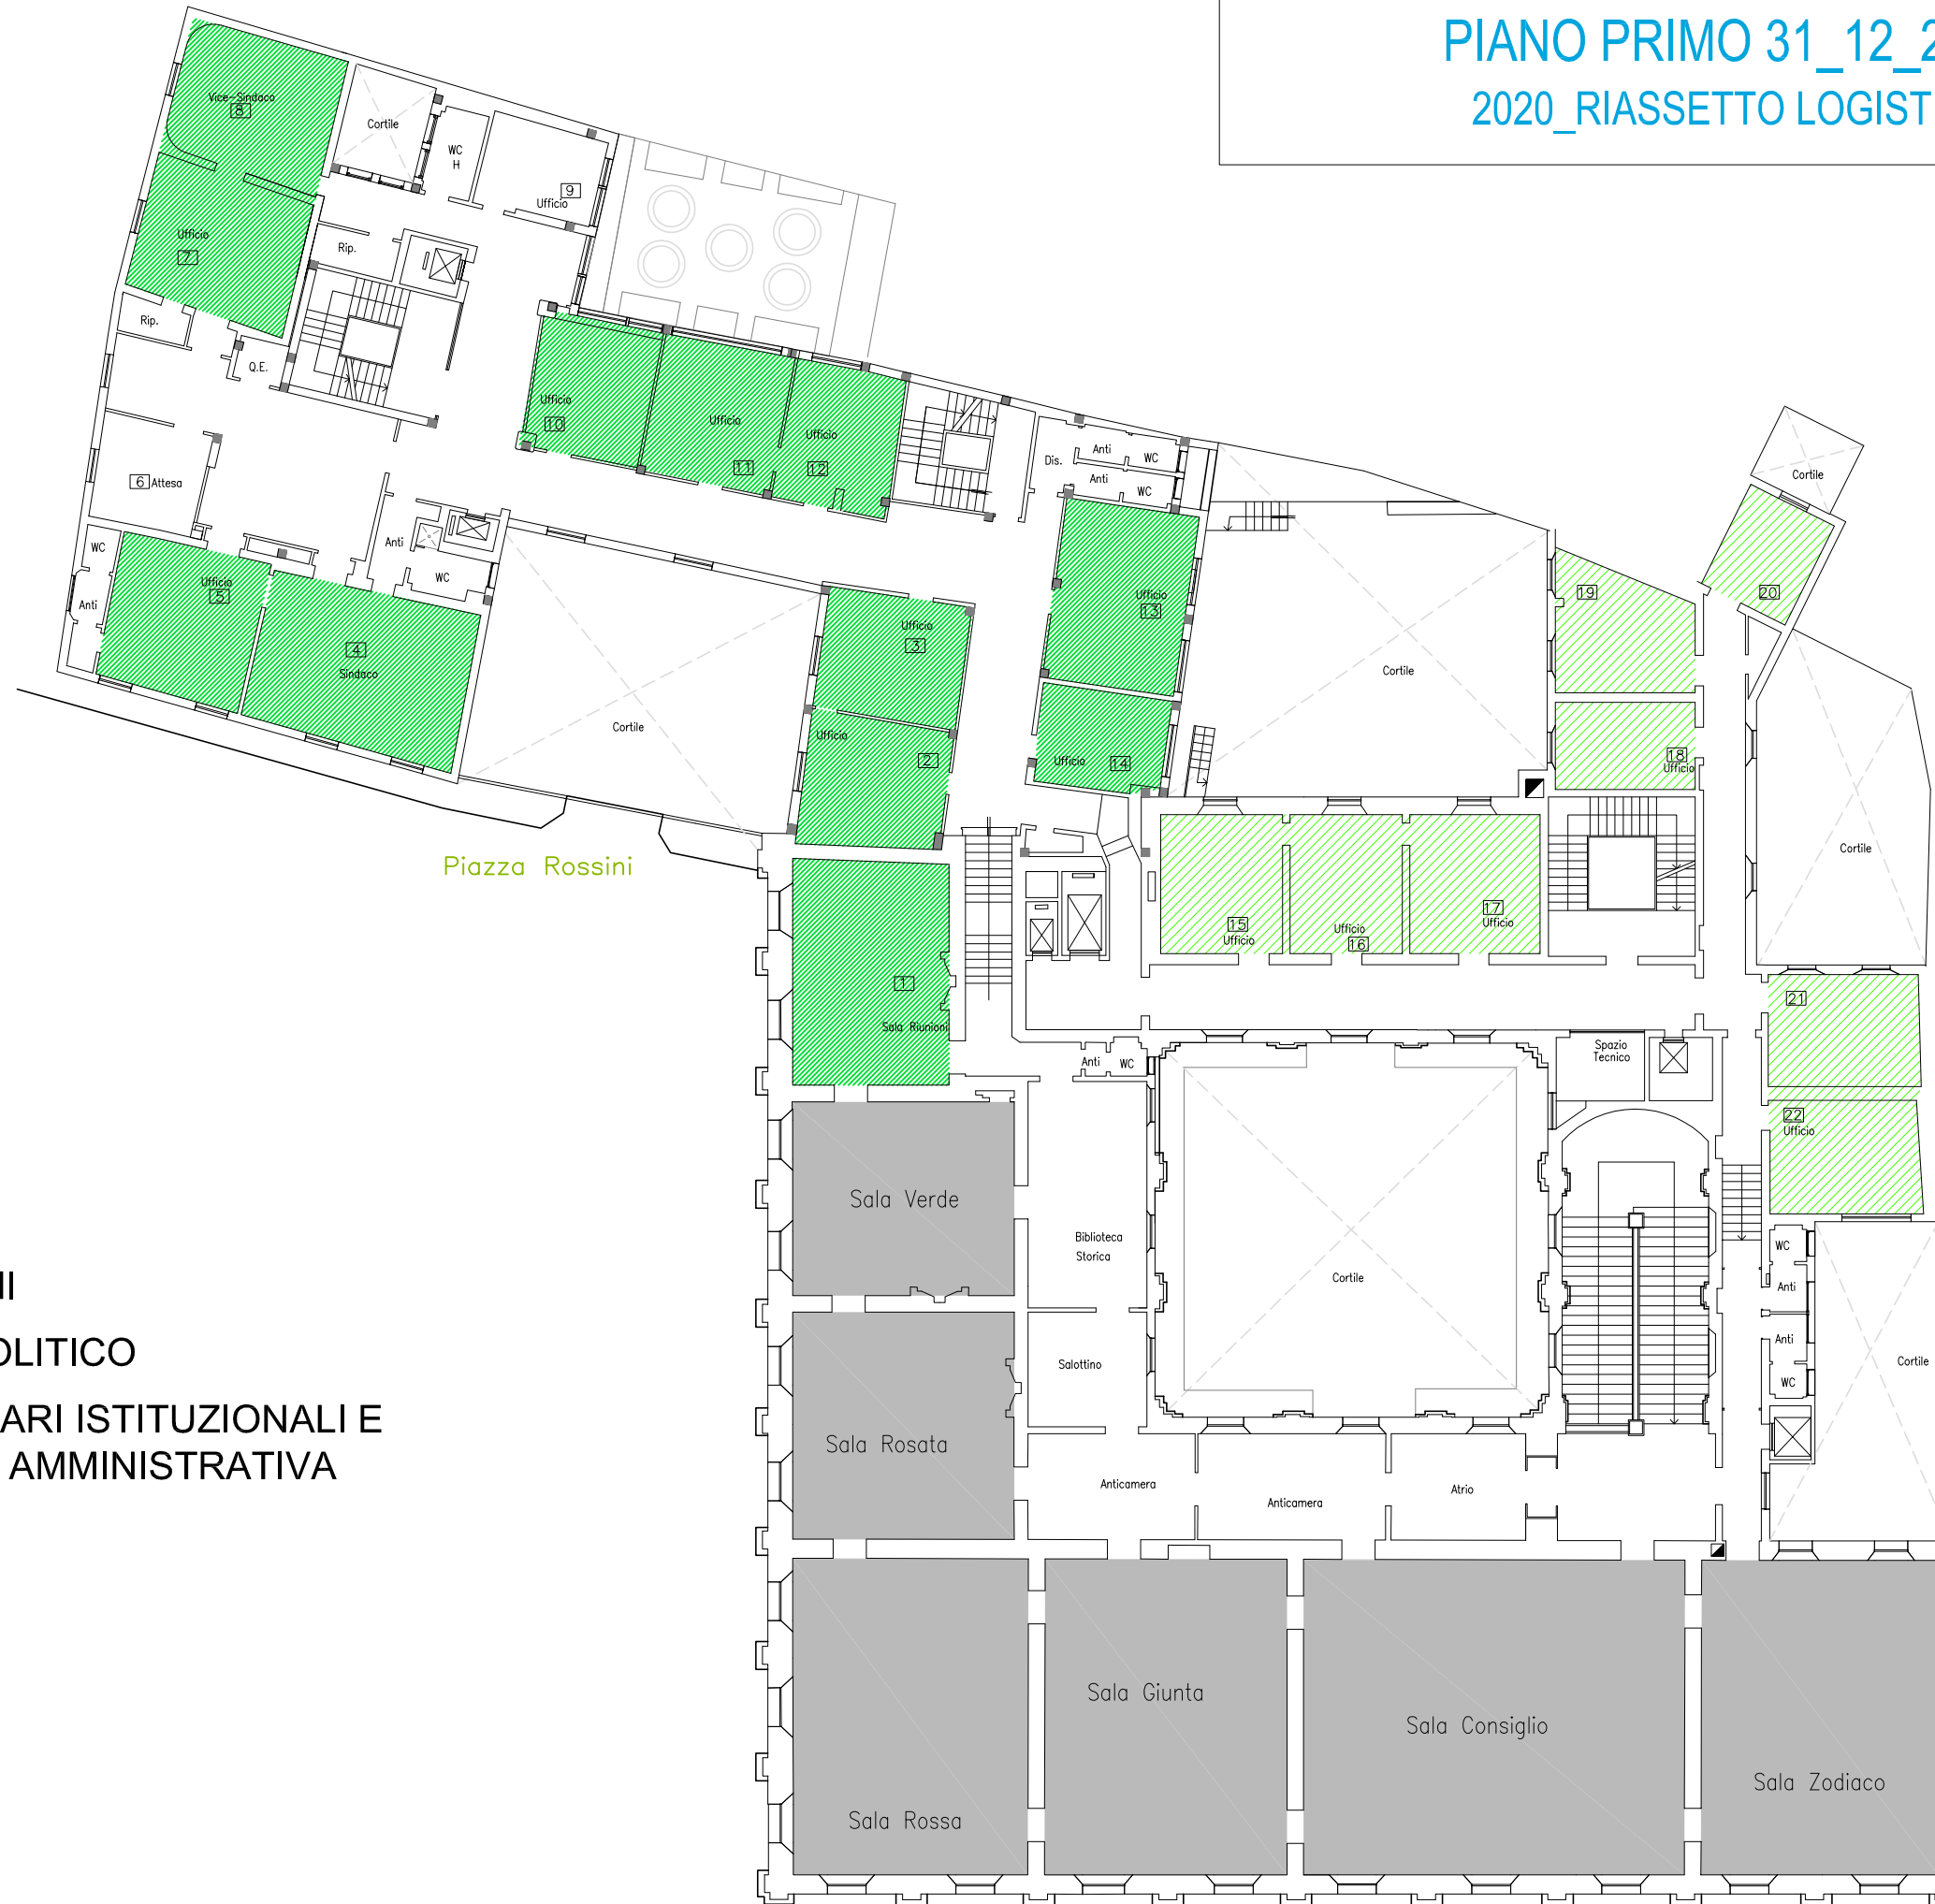 PIANO PRIMO 31_12_2
2020_RIASSETTO LOGIST
Vice-Sindaco
8
Cortile
WC
H
9
Ufficio
Ufficio
7
Rip.
Rip.
Q.E.
Ufficio
10
Ufficio
11
Ufficio
12
6 Attesa
Anti
WC
Dis.
Anti
WC
Cortile
WC
Anti
Ufficio
5
4
Sindaco
Anti
WC
Ufficio
3
Ufficio
2
Cortile
Ufficio
13
Ufficio
14
Cortile
19
20
18
Ufficio
Cortile
Piazza Rossini
1
Sala Riunioni
15
Ufficio
Ufficio
16
17
Ufficio
21
22
Ufficio
Anti
WC
Spazio
Tecnico
Sala Verde
Biblioteca
Storica
Cortile
WC
Anti
Anti
WC
Cortile
II
OLITICO
ARI ISTITUZIONALI E
AMMINISTRATIVA
Salottino
Sala Rosata
Anticamera
Anticamera
Atrio
Sala Giunta
Sala Consiglio
Sala Zodiaco
Sala Rossa